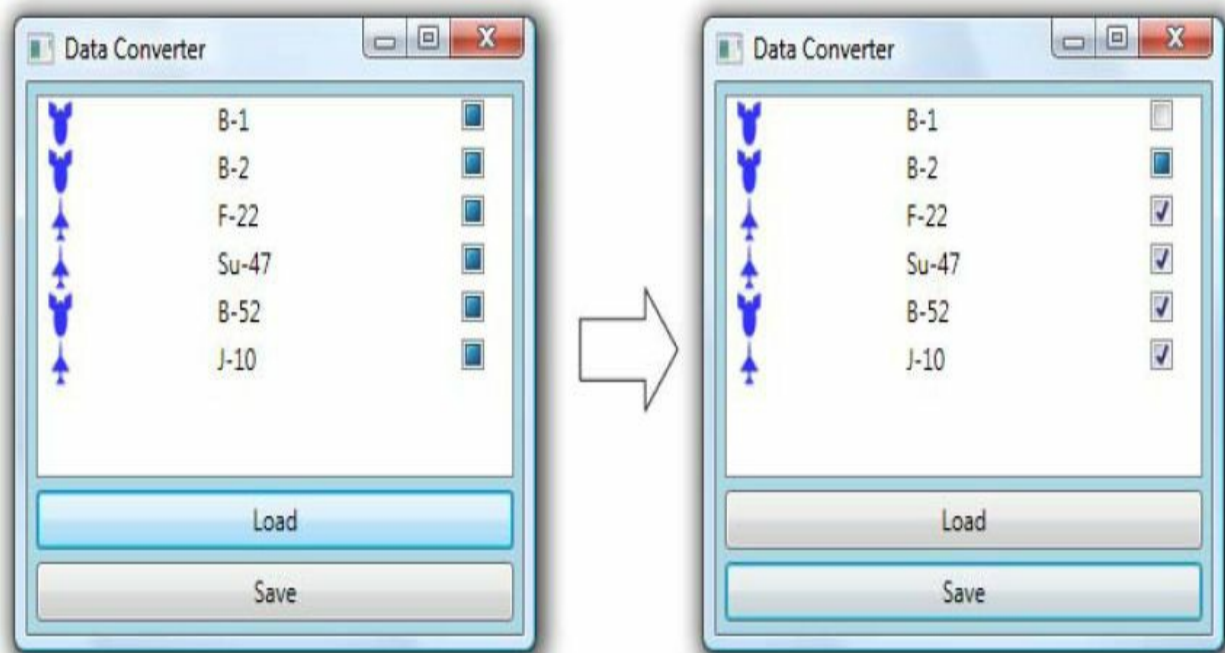 Data Converter
B-1
B-2
F-22
Su-47
B-52
J-10
Load
Save
Data Converter
B-1
B-2
F-22
Su-47
B-52
J-10
Load
Save